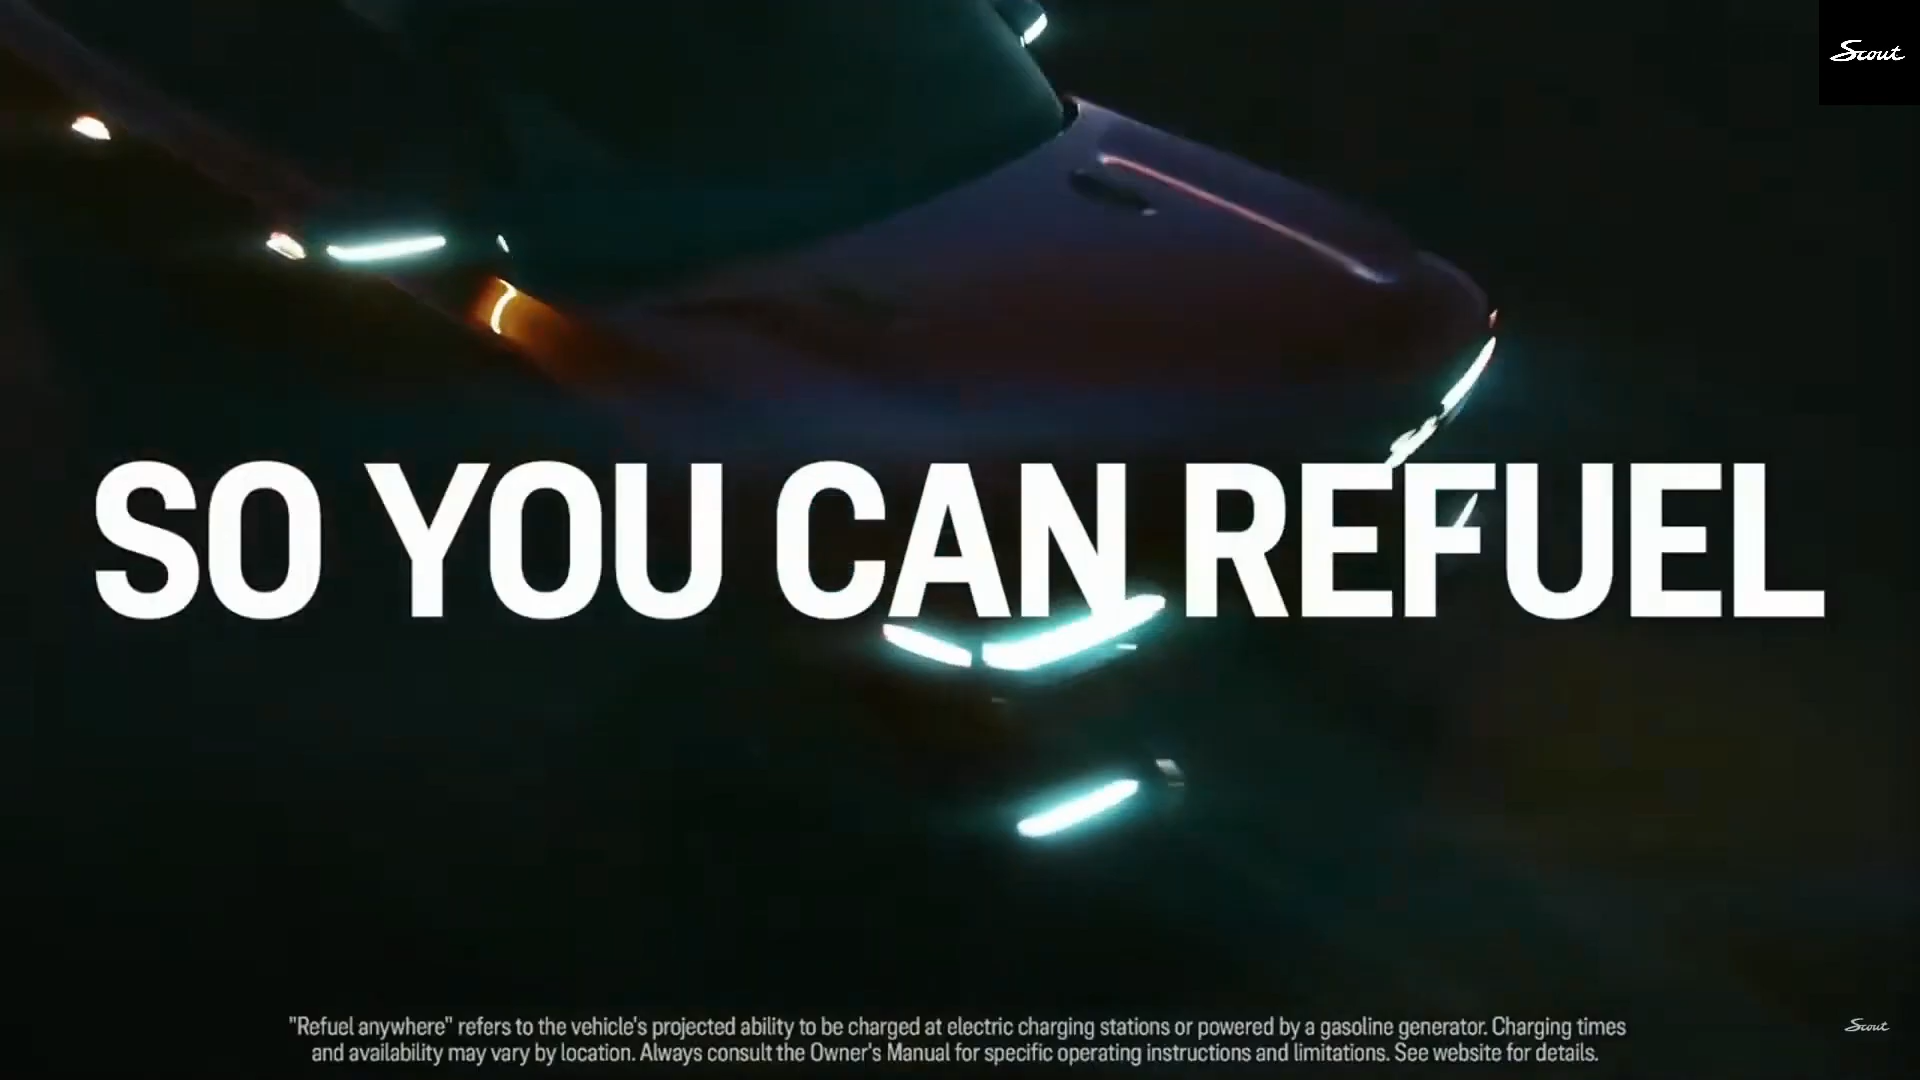 Scout
SO YOU CAN REFUEL
"Refuel anywhere" refers to the vehicle's projected ability to be charged at electric charging stations or powered by a gasoline generator. Charging times
and availability may vary by location. Always consult the Owner's Manual for specific operating instructions and limitations. See website for details.
Scout